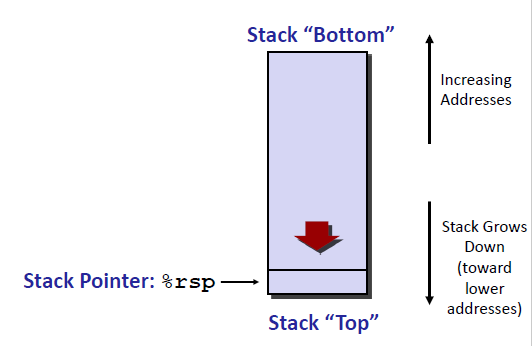 Stack “Bottom”
Increasing
Addresses
Stack Grows
Down
(toward
lower
addresses)
Stack Pointer: %rsp
Stack “Top”